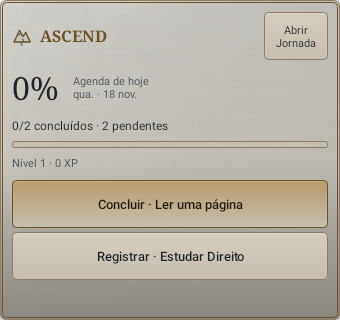 ASCEND
Abrir
Jornada
0%
Agenda de hoje
qua. · 18 nov.
0/2 concluídos · 2 pendentes
Nível 1 · 0 XP
Concluir · Ler uma página
Registrar · Estudar Direito